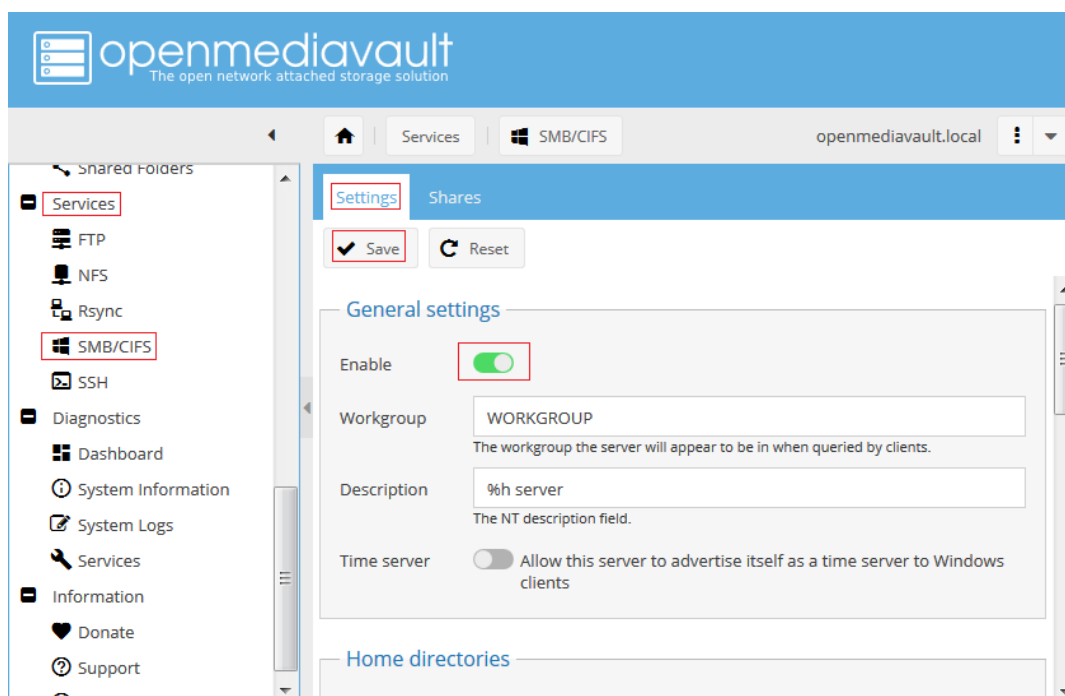 openmediavault
The open network attached storage solution
Services
SMB/CIFS
openmediavault.local
Shared Folders
Services
FTP
NFS
Rsync
SMB/CIFS
SSH
Diagnostics
Dashboard
System Information
System Logs
Services
Information
Donate
Support
Settings
Shares
Save
Reset
General settings
Enable
Workgroup
WORKGROUP
The workgroup the server will appear to be in when queried by clients.
Description
%h server
The NT description field.
Time server
Allow this server to advertise itself as a time server to Windows
clients
Home directories